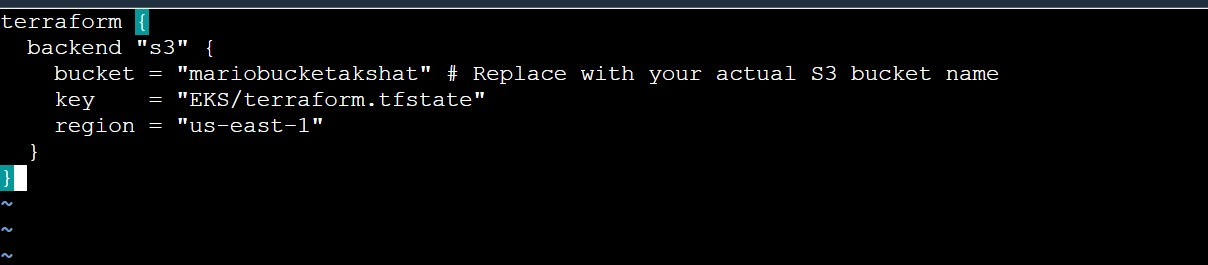 terraform {
  backend "s3" {
    bucket = "mariobucketakshat" # Replace with your actual S3 bucket name
    key    = "EKS/terraform.tfstate"
    region = "us-east-1"
  }
}
~
~
~